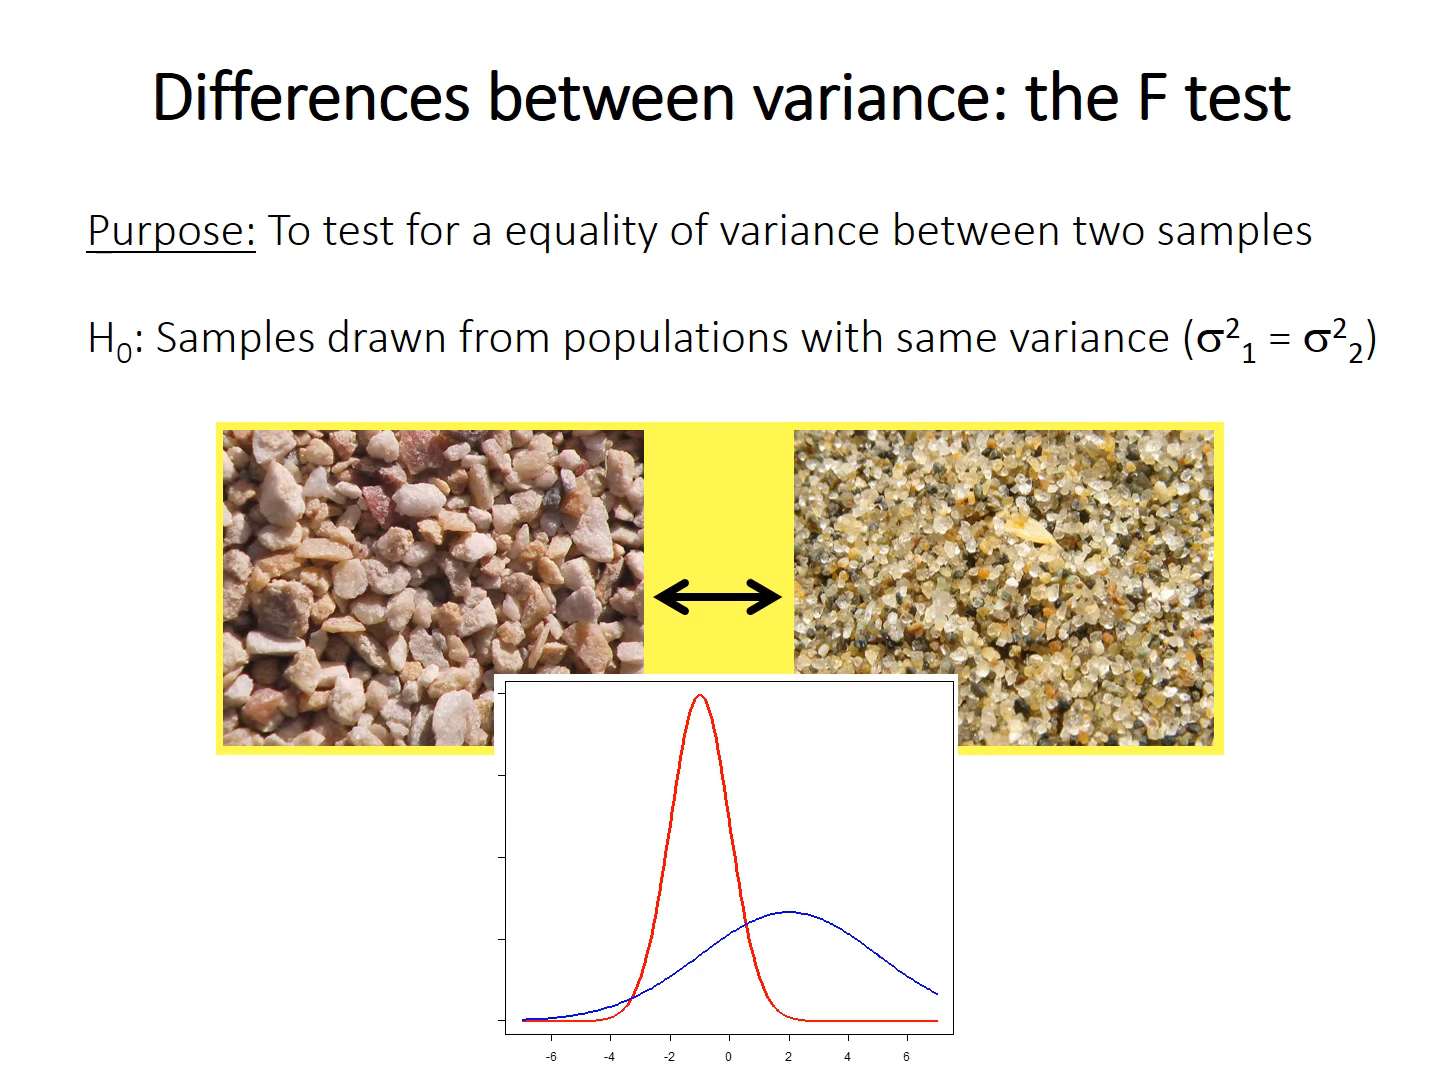 Differences between variance: the F test
Purpose: To test for a equality of variance between two samples
H₀: Samples drawn from populations with same variance (σ²₁ = σ²₂)
-6 -4 -2 0 2 4 6